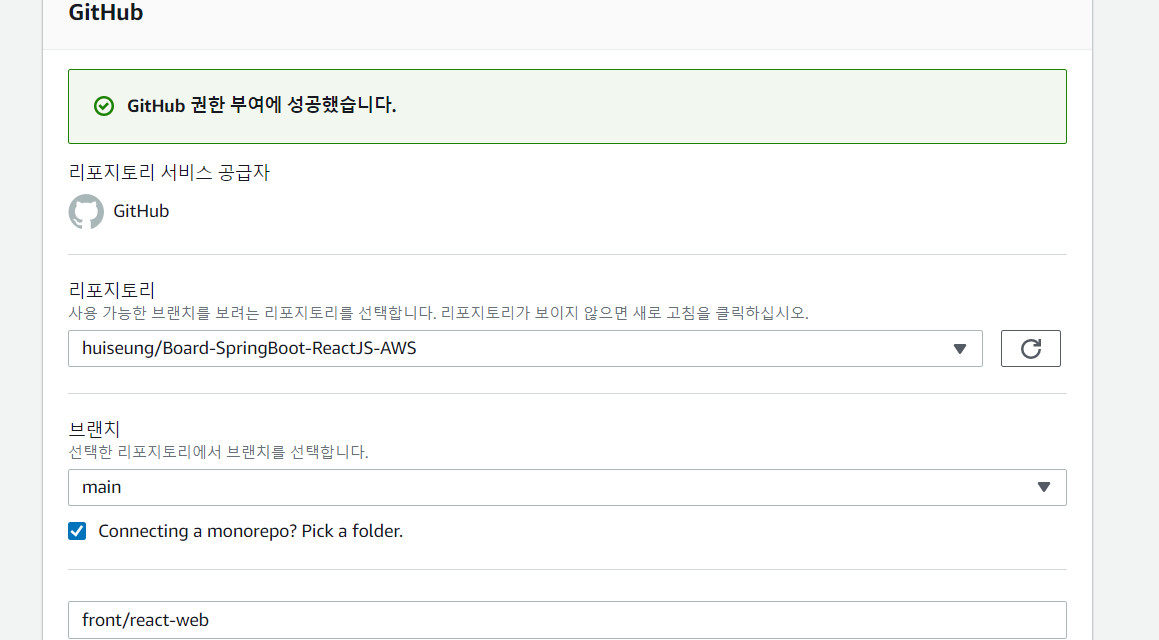 GitHub
GitHub 권한 부여에 성공했습니다.
리포지토리 서비스 공급자
GitHub
리포지토리
사용 가능한 브랜치를 보려는 리포지토리를 선택합니다. 리포지토리가 보이지 않으면 새로 고침을 클릭하십시오.
huiseung/Board-SpringBoot-ReactJS-AWS
브랜치
선택한 리포지토리에서 브랜치를 선택합니다.
main
Connecting a monorepo? Pick a folder.
front/react-web